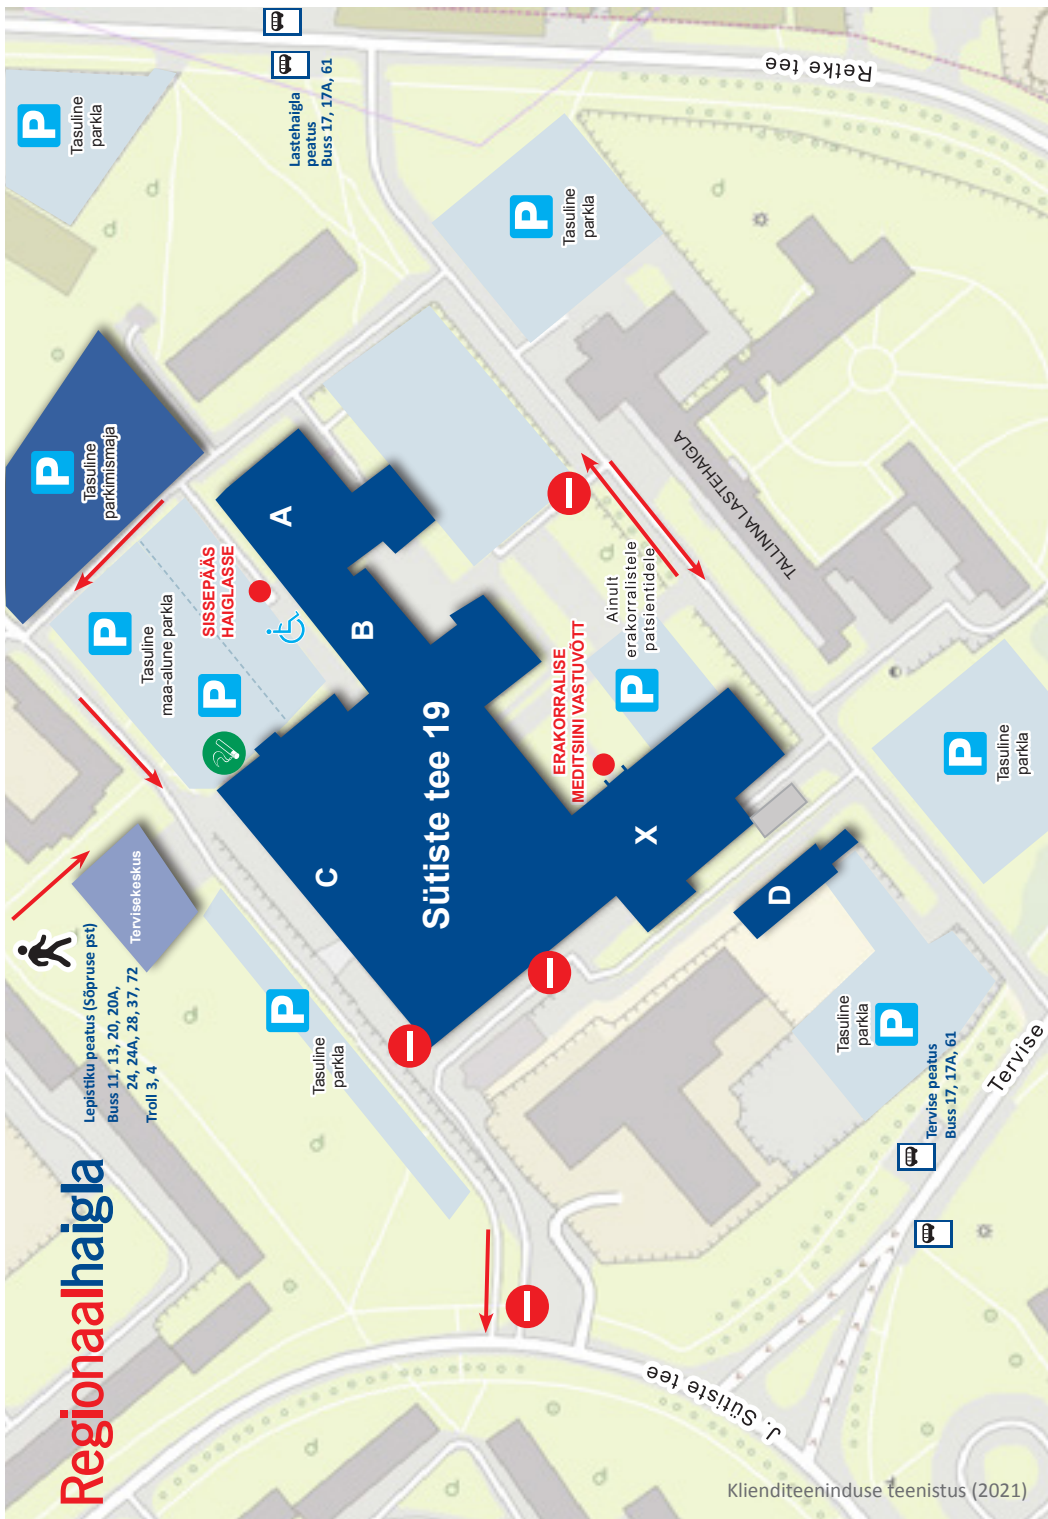 Regionaalhaigla
Lepistiku peatus (Sõpruse pst)
Buss 11, 13, 20, 20A,
24, 24A, 28, 37, 72
Troll 3, 4
Tervisekeskus
P
Tasuline
parkla
P
Tasuline
maa-alune parkla
P
P
Tasuline
parkimismaja
P
Tasuline
parkla
Lastehaigla
peatus
Buss 17, 17A, 61
SISSEPÄÄS
HAIGLASSE
A
B
C
Sütiste tee 19
X
D
ERAKORRALISE
MEDITSIINI VASTUVÕTT
Ainult
erakorralistele
patsientidele
P
P
Tasuline
parkla
TALLINNA LASTEHAIGLA
Retke tee
P
Tasuline
parkla
Tasuline
parkla
P
Tervise peatus
Buss 17, 17A, 61
Tervise
J. Sütiste tee
Klienditeeninduse teenistus (2021)